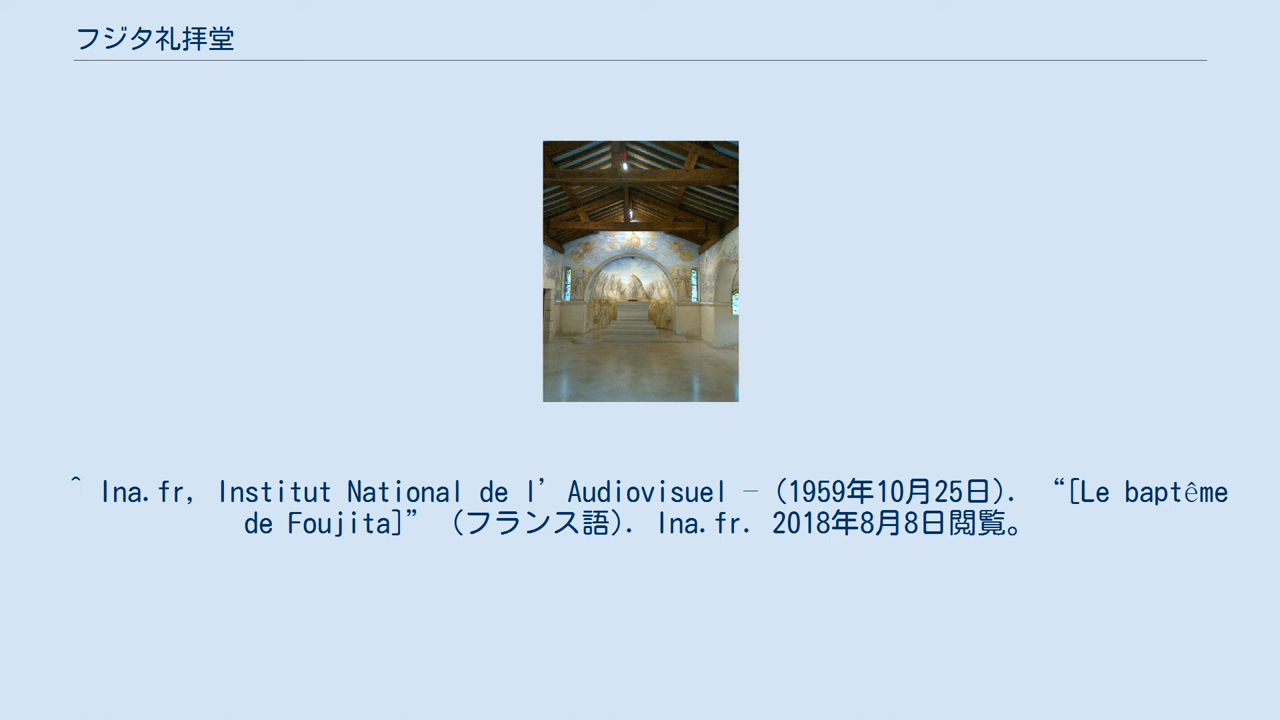 フジタ礼拝堂
^ Ina.fr, Institut National de l’Audiovisuel – (1959年10月25日). “[Le baptême
de Foujita]” (フランス語). Ina.fr. 2018年8月8日閲覧。